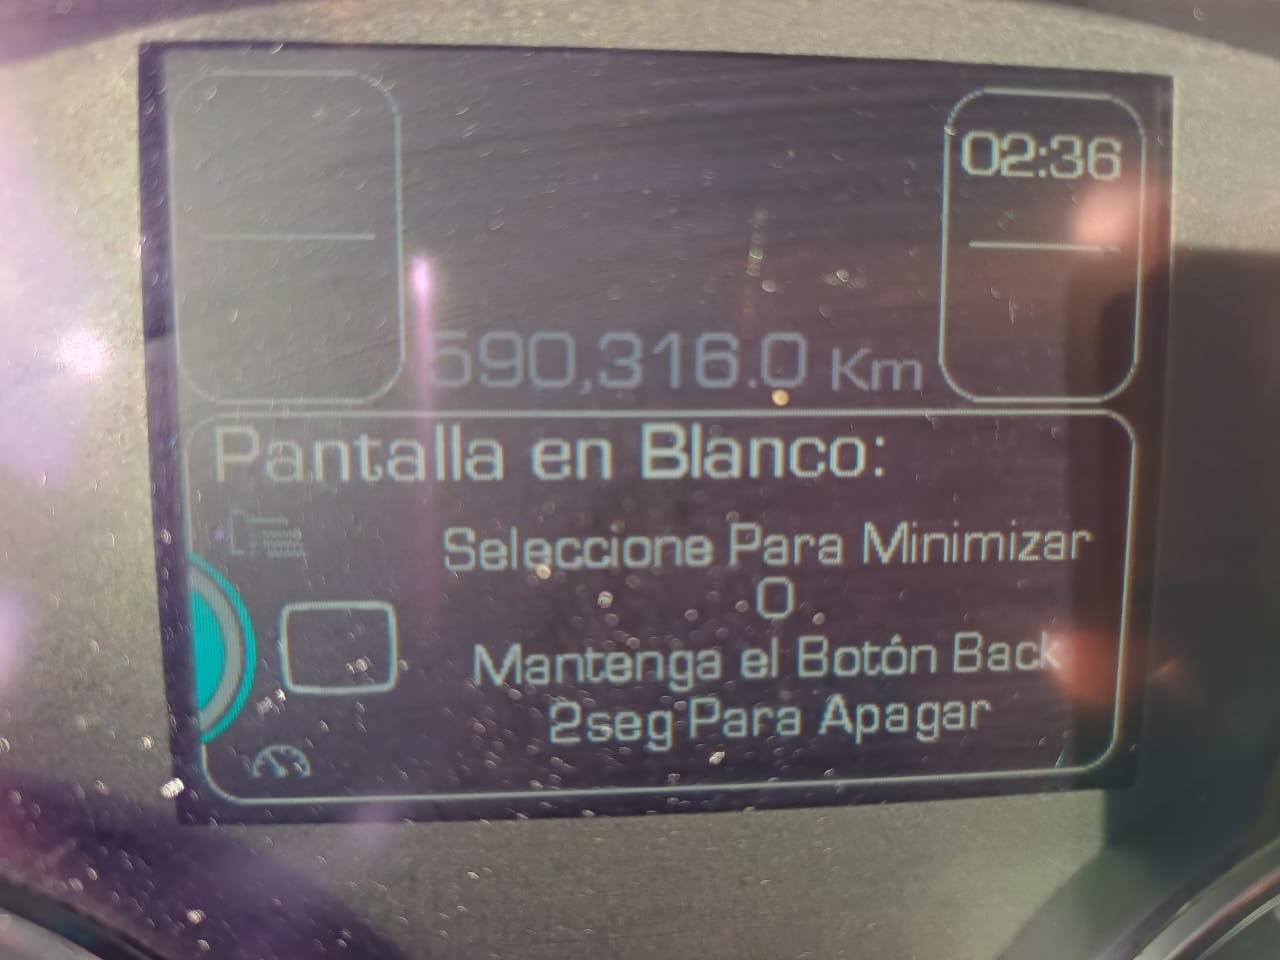 02:36
590,316.0 Km
Pantalla en Blanco:
Seleccione Para Minimizar
O
Mantenga el Botón Back
2seg Para Apagar